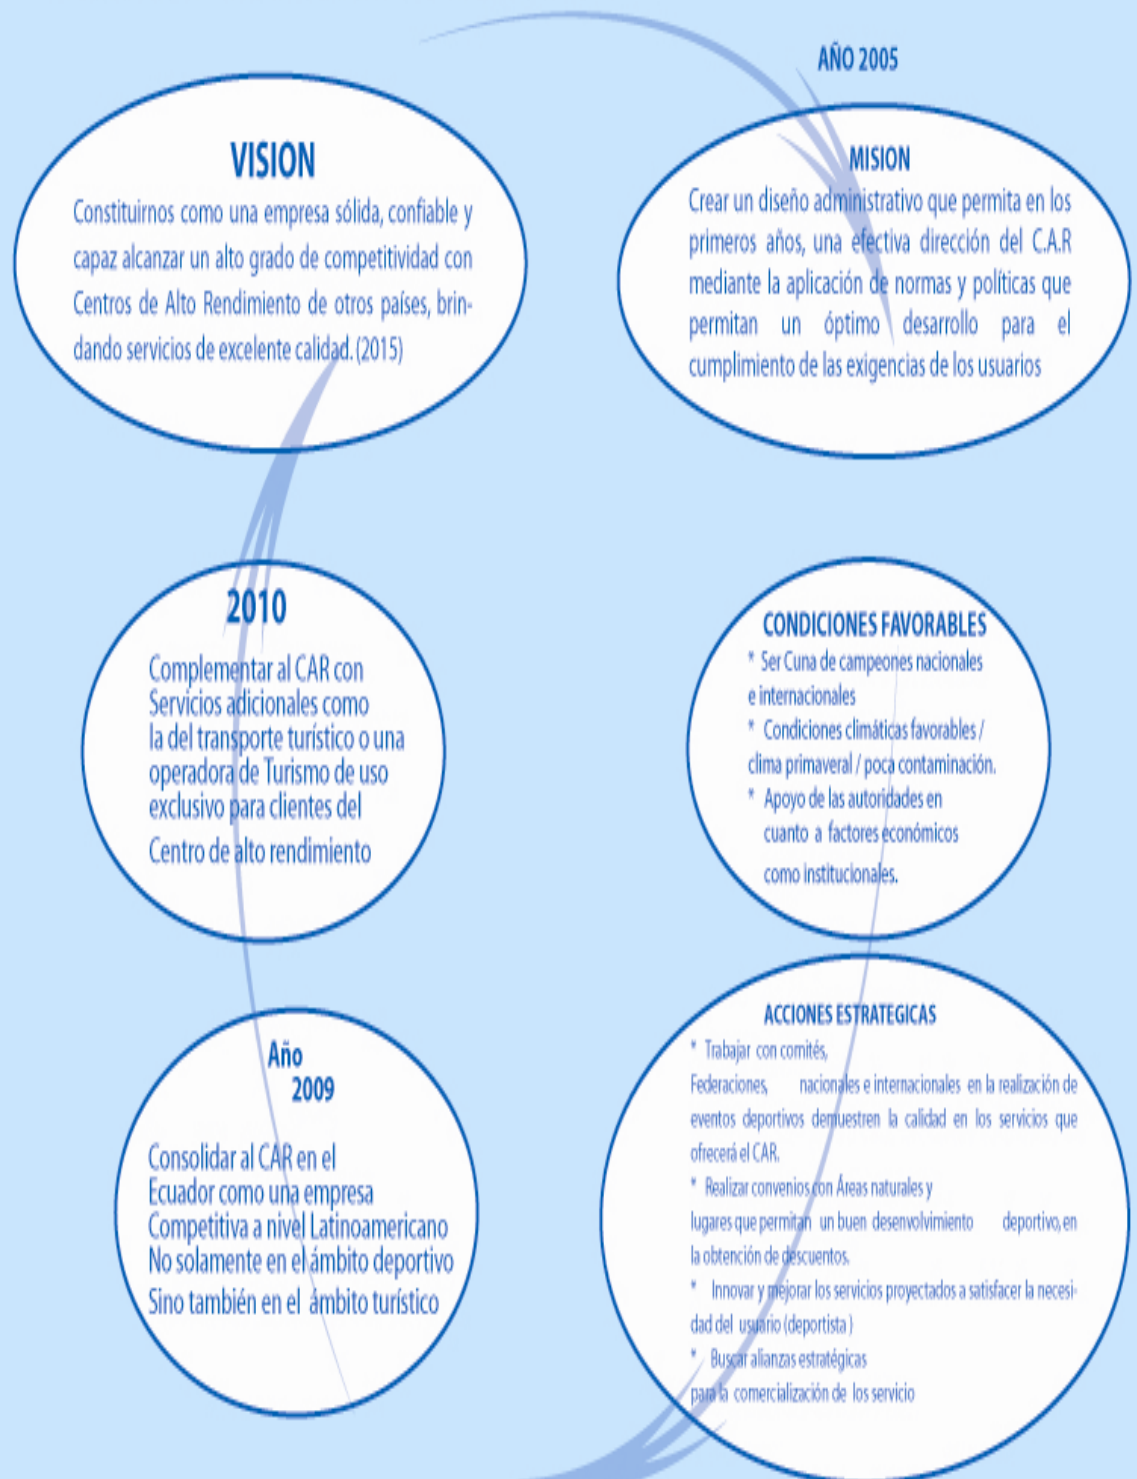 VISION
Constituirnos como una empresa sólida, confiable y
capaz alcanzar un alto grado de competitividad con
Centros de Alto Rendimiento de otros países, brin-
dando servicios de excelente calidad. (2015)
AÑO 2005
MISION
Crear un diseño administrativo que permita en los
primeros años, una efectiva dirección del C.A.R
mediante la aplicación de normas y políticas que
permitan un óptimo desarrollo para el
cumplimiento de las exigencias de los usuarios
2010
Complementar al CAR con
Servicios adicionales como
la del transporte turístico o una
operadora de Turismo de uso
exclusivo para clientes del
Centro de alto rendimiento
CONDICIONES FAVORABLES
* Ser Cuna de campeones nacionales
e internacionales
* Condiciones climáticas favorables /
clima primaveral / poca contaminación.
* Apoyo de las autoridades en
cuanto a factores económicos
como institucionales.
Año
2009
Consolidar al CAR en el
Ecuador como una empresa
Competitiva a nivel Latinoamericano
No solamente en el ámbito deportivo
Sino también en el ámbito turístico
ACCIONES ESTRATEGICAS
* Trabajar con comités,
Federaciones, nacionales e internacionales en la realización de
eventos deportivos demuestren la calidad en los servicios que
ofrecerá el CAR.
* Realizar convenios con Áreas naturales y
lugares que permitan un buen desenvolvimiento deportivo, en
la obtención de descuentos.
* Innovar y mejorar los servicios proyectados a satisfacer la necesi-
dad del usuario (deportista )
* Buscar alianzas estratégicas
para la comercialización de los servicio